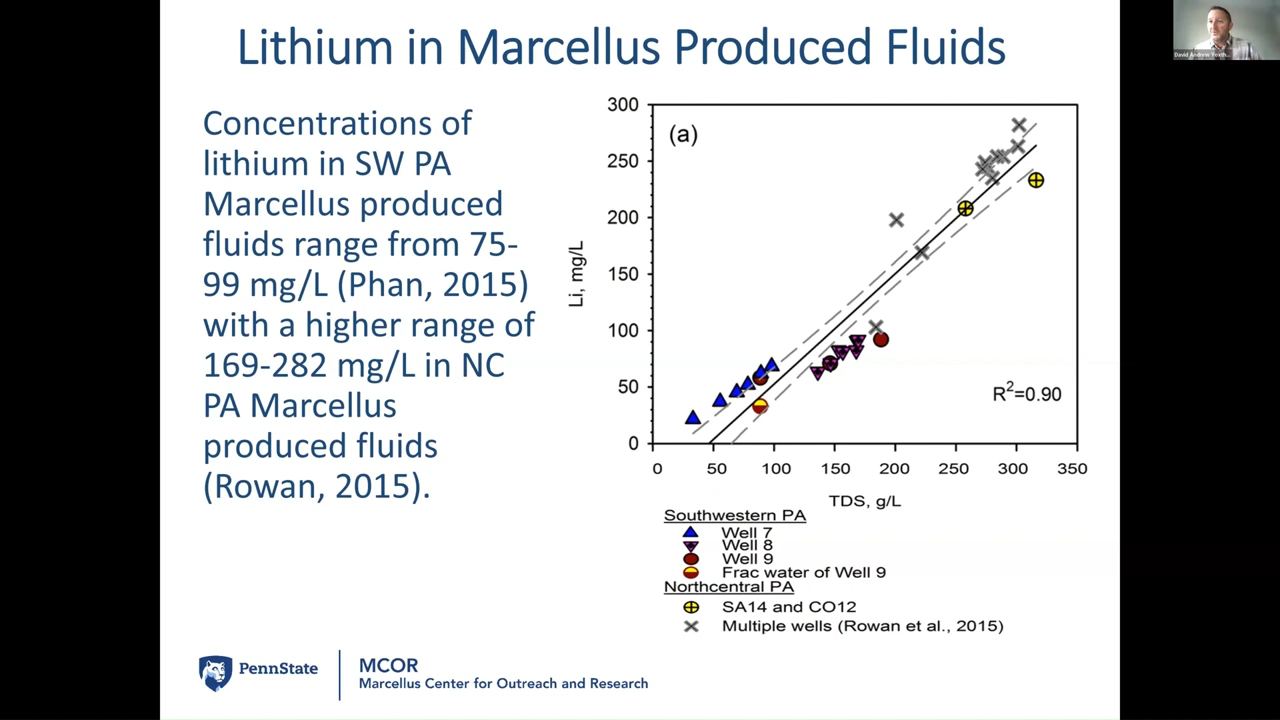 Lithium in Marcellus Produced Fluids
David Andrew Yoxth...
Concentrations of
lithium in SW PA
Marcellus produced
fluids range from 75-
99 mg/L (Phan, 2015)
with a higher range of
169-282 mg/L in NC
PA Marcellus
produced fluids
(Rowan, 2015).
(a)
300
250
200
150
100
50
0
Li, mg/L
R²=0.90
0 50 100 150 200 250 300 350
TDS, g/L
Southwestern PA
Well 7
Well 8
Well 9
Frac water of Well 9
Northcentral PA
SA14 and CO12
Multiple wells (Rowan et al., 2015)
PennState
MCOR
Marcellus Center for Outreach and Research